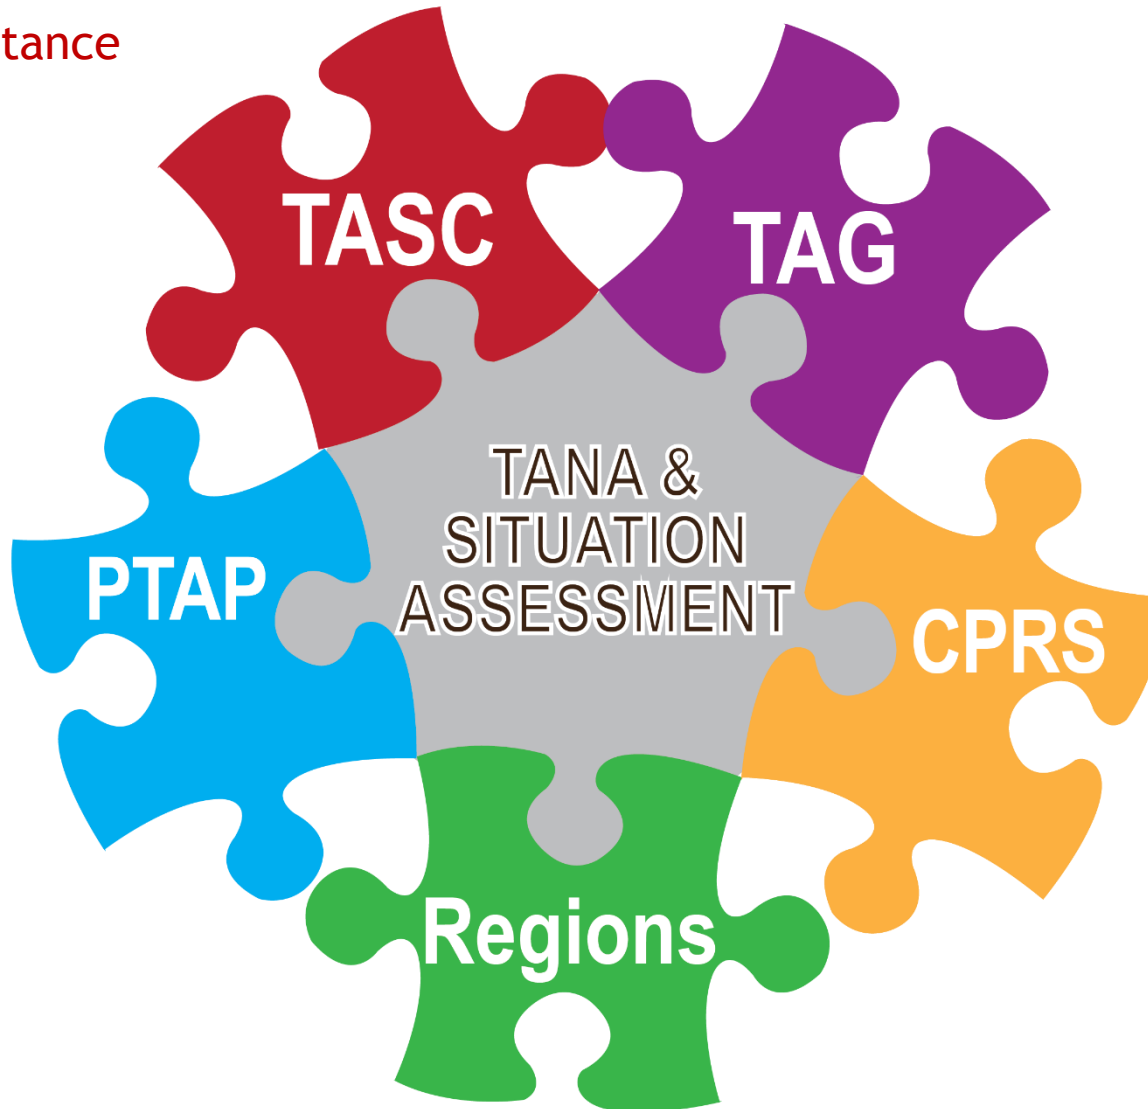 tance
TASC
TAG
TANA &
SITUATION
ASSESSMENT
PTAP
CPRS
Regions